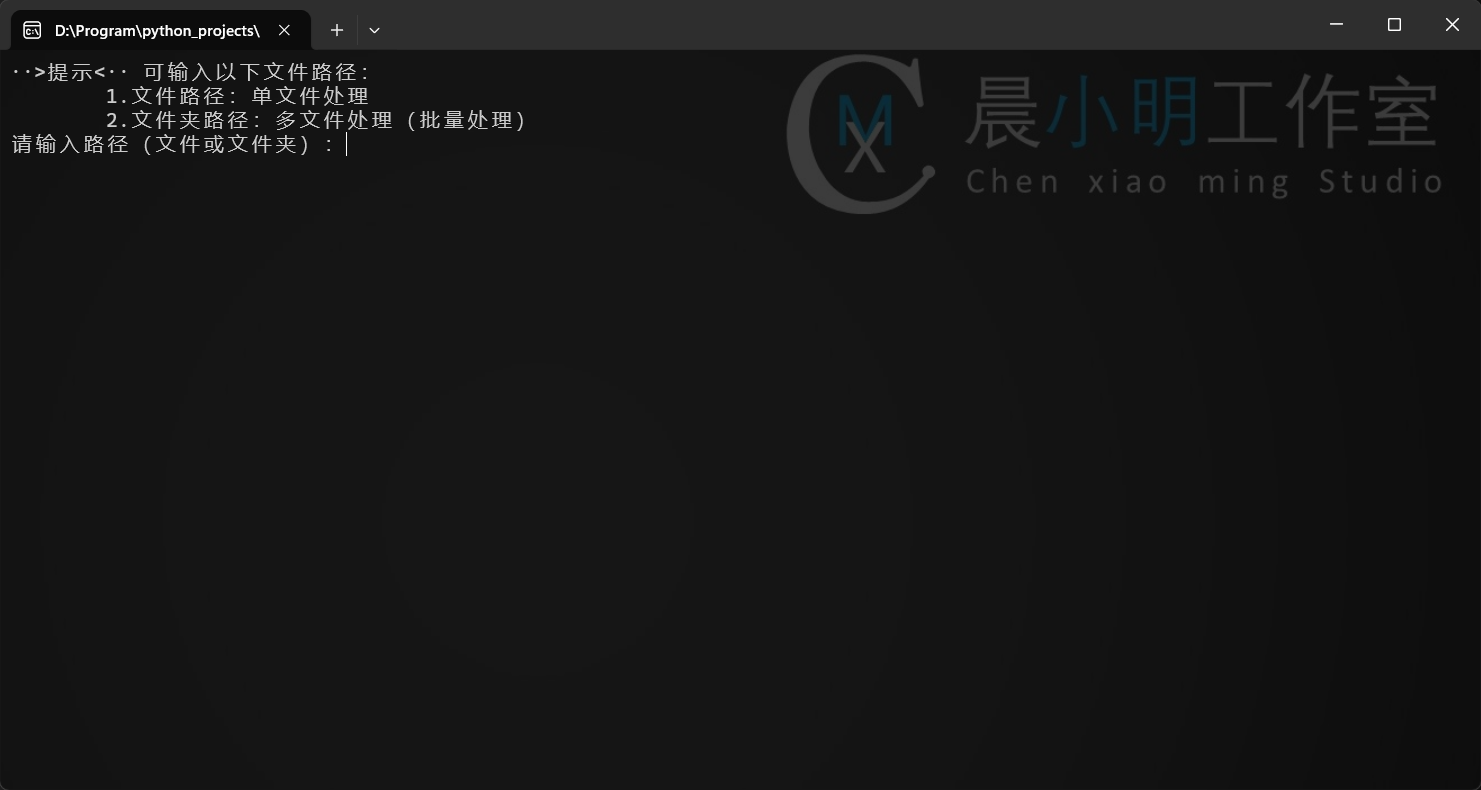 D:\Program\python_projects\
··>提示<·· 可输入以下文件路径：
1.文件路径：单文件处理
2.文件夹路径：多文件处理（批量处理）
请输入路径（文件或文件夹）：
CMX
晨小明工作室
Chen xiao ming Studio